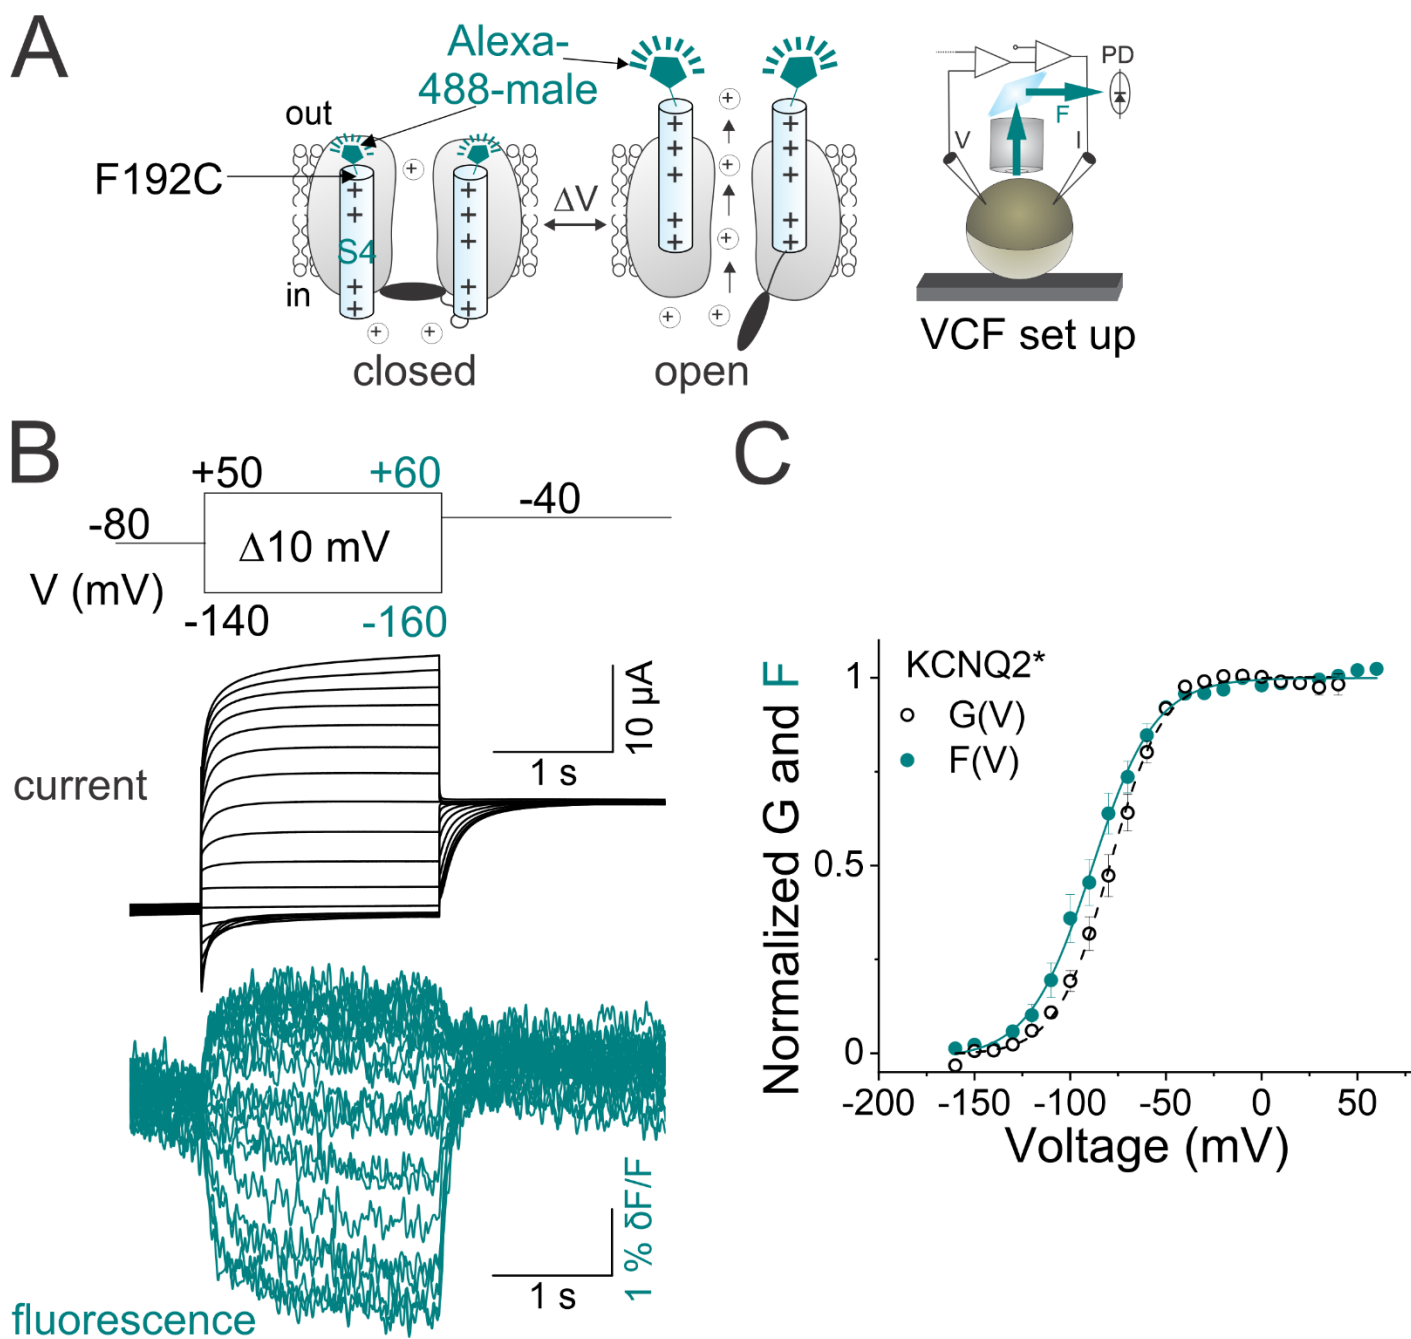 A
Alexa-
488-male
out
F192C
S4
in
closed
ΔV
open
PD
F
V
I
VCF set up
B
+50
+60
-80
-40
Δ10 mV
V (mV)
-140
-160
current
10 µA
1 s
1 % δF/F
1 s
fluorescence
C
KCNQ2*
G(V)
F(V)
Normalized G and F
1
0.5
0
-200
-150
-100
-50
0
50
Voltage (mV)